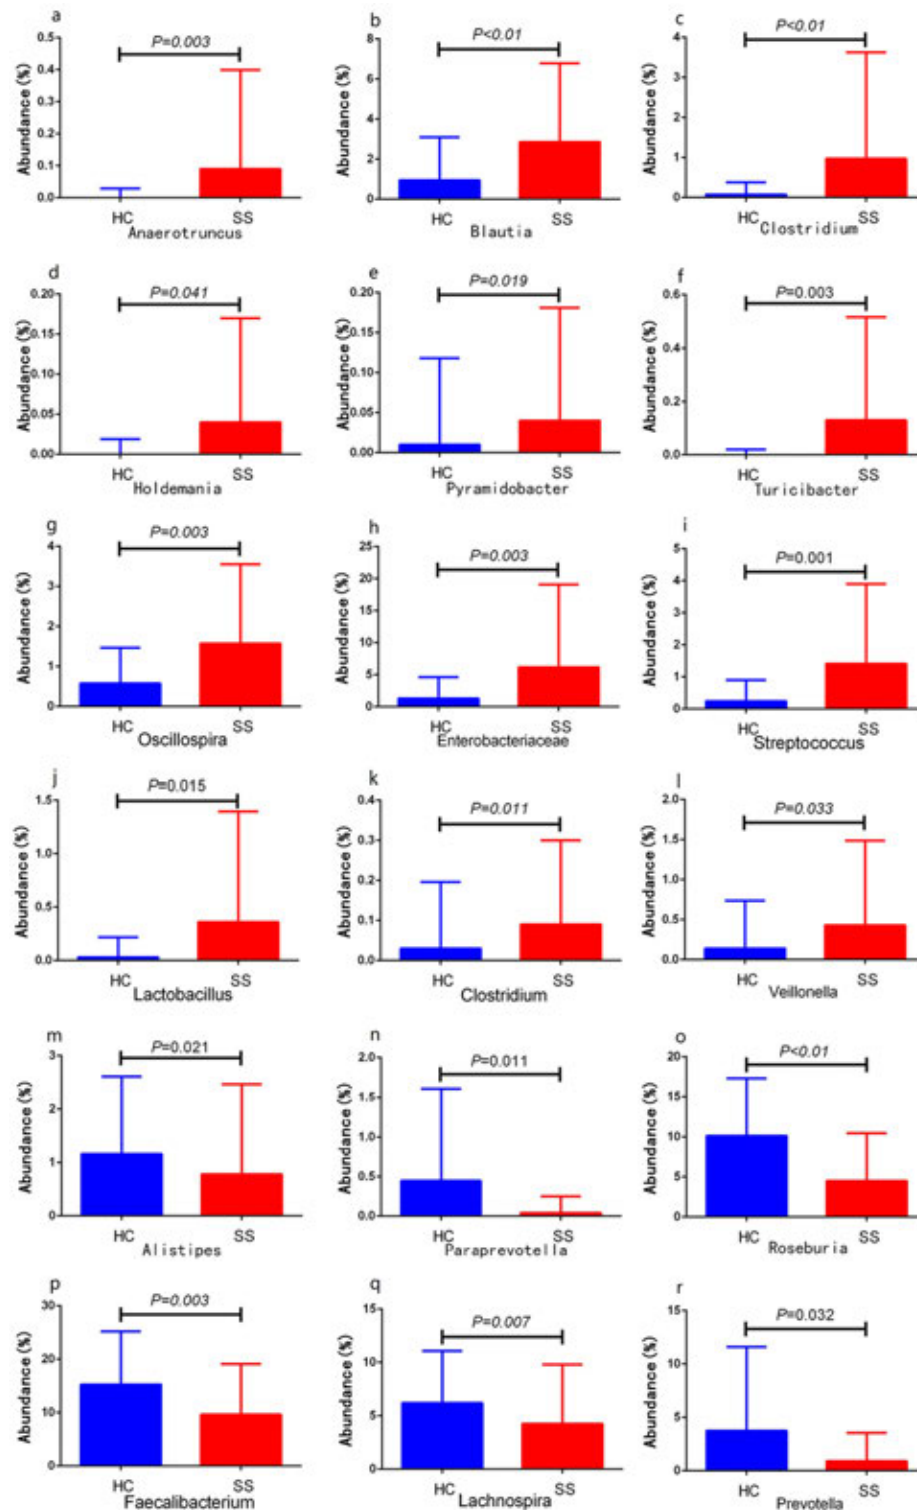 a b c
P=0.003 P<0.01 P<0.01
Abundance (%) Abundance (%) Abundance (%)
0.5 8 4
0.4 6 3
0.3 4 2
0.2 2 1
0.1 0 0
0.0
HC SS HC SS HC SS
Anaerotruncus Blautia Clostridium
d e f
P=0.041 P=0.019 P=0.003
Abundance (%) Abundance (%) Abundance (%)
0.20 0.20 0.6
0.15 0.15 0.4
0.10 0.10 0.2
0.05 0.05 0.0
0.00 0.00
HC SS HC SS HC SS
Holdemania Pyramidobacter Turicibacter
g h i
P=0.003 P=0.003 P=0.001
Abundance (%) Abundance (%) Abundance (%)
4 25 5
3 20 4
2 15 3
1 10 2
0 5 1
0 0
HC SS HC SS HC SS
Oscillospira Enterobacteriaceae Streptococcus
j k l
P=0.015 P=0.011 P=0.033
Abundance (%) Abundance (%) Abundance (%)
1.5 0.4 2.0
1.0 0.3 1.5
0.5 0.2 1.0
0.0 0.1 0.5
0.0 0.0
HC SS HC SS HC SS
Lactobacillus Clostridium Veillonella
m n o
P=0.021 P=0.011 P<0.01
Abundance (%) Abundance (%) Abundance (%)
3 2.0 20
2 1.5 15
1 1.0 10
0 0.5 5
0.0 0
HC SS HC SS HC SS
Alistipes Paraprevotella Roseburia
p q r
P=0.003 P=0.007 P=0.032
Abundance (%) Abundance (%) Abundance (%)
30 15 15
20 10 10
10 5 5
0 0 0
HC SS HC SS HC SS
Faecalibacterium Lachnospira Prevotella